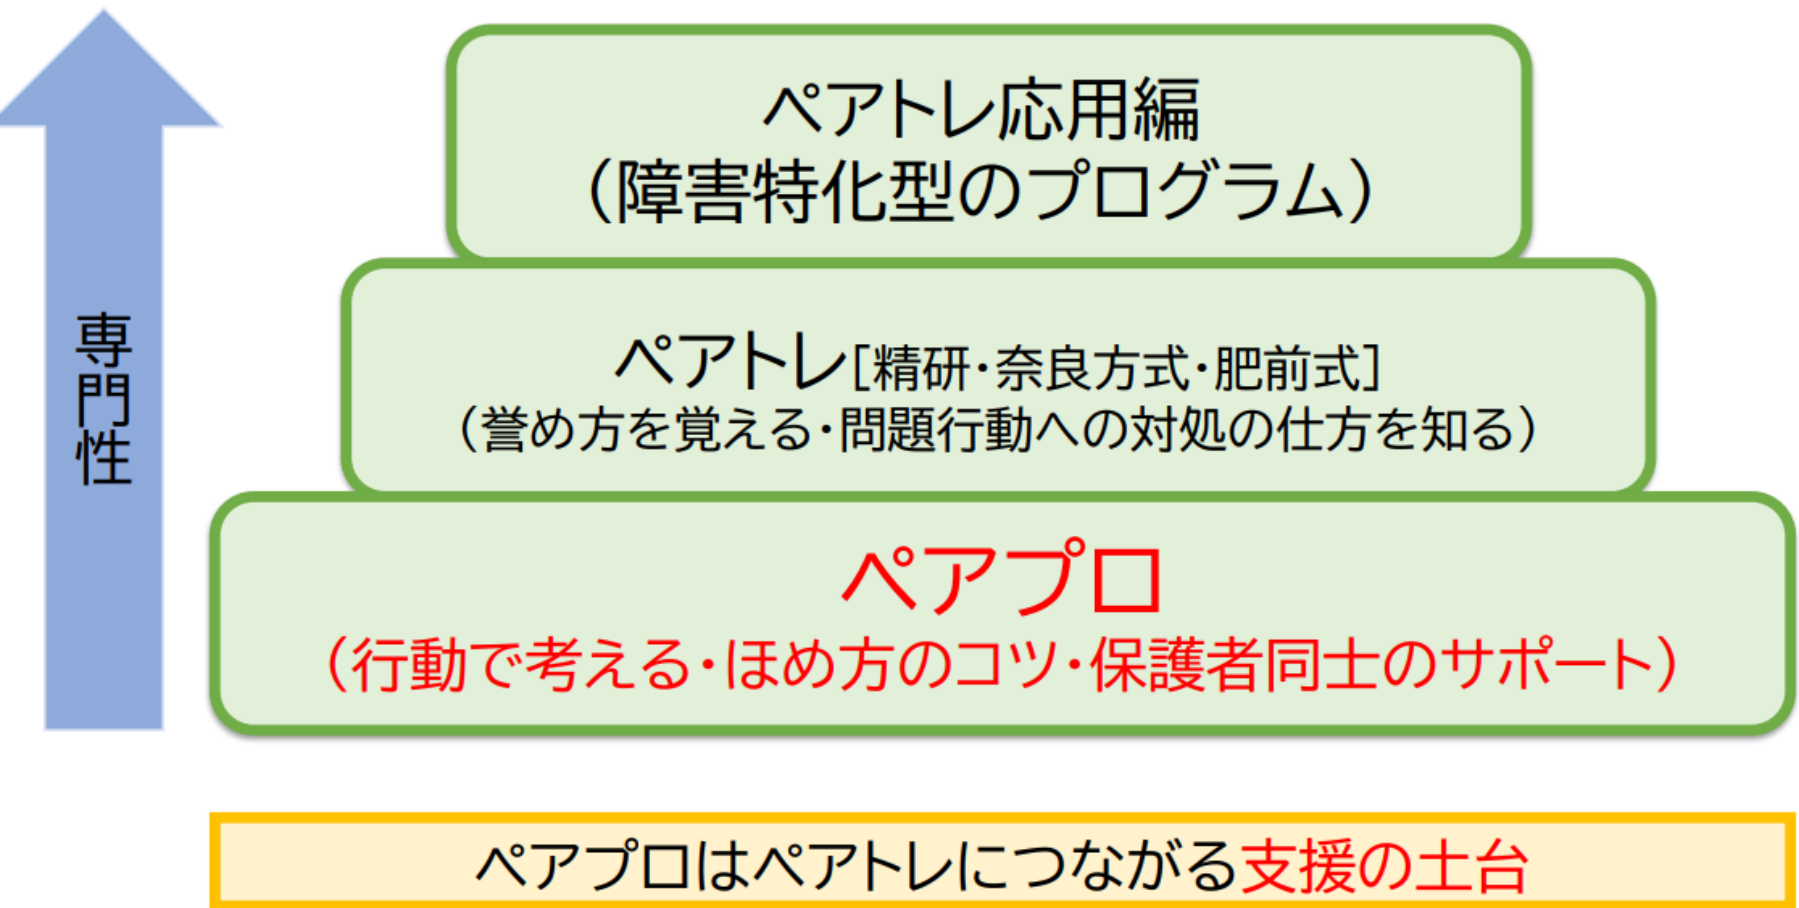 専門性
ペアトレ応用編
（障害特化型のプログラム）
ペアトレ[精研･奈良方式･肥前式]
（誉め方を覚える･問題行動への対処の仕方を知る）
ペアプロ
（行動で考える･ほめ方のコツ･保護者同士のサポート）
ペアプロはペアトレにつながる支援の土台